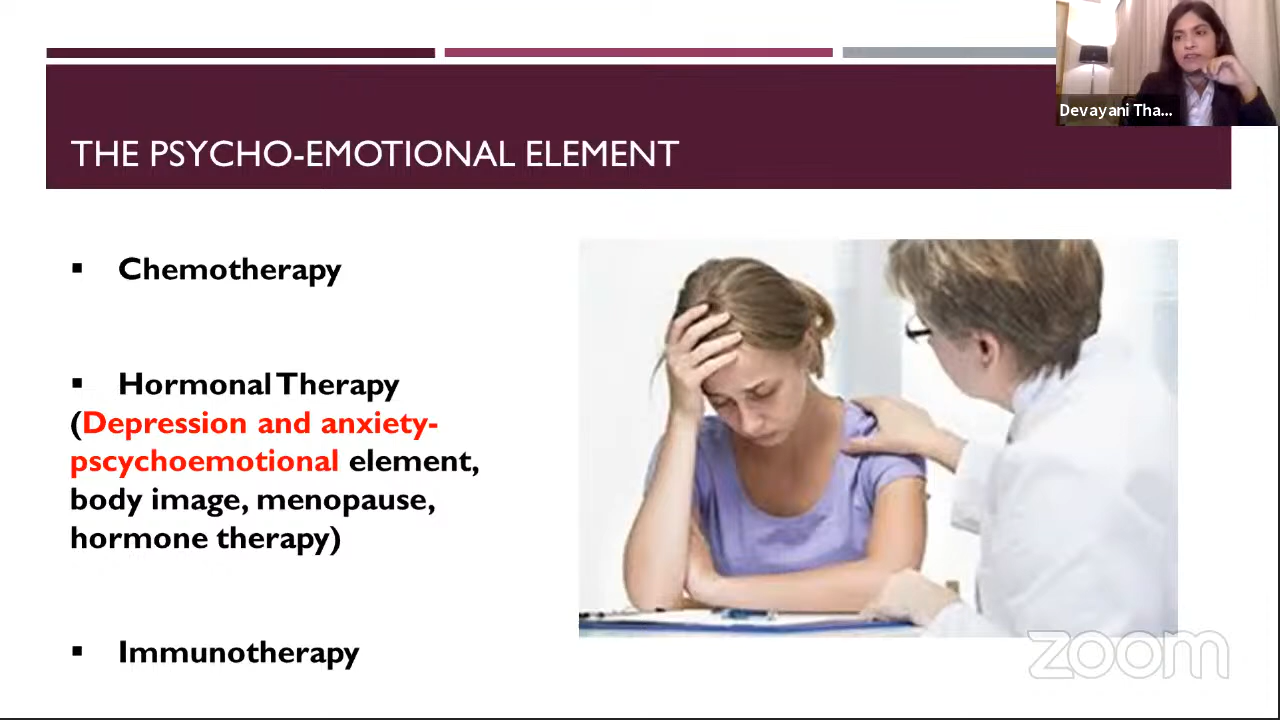 Devayani Tha...
THE PSYCHO-EMOTIONAL ELEMENT
▪ Chemotherapy
▪ Hormonal Therapy
(Depression and anxiety-
pscychoemotional element,
body image, menopause,
hormone therapy)
▪ Immunotherapy
zoom